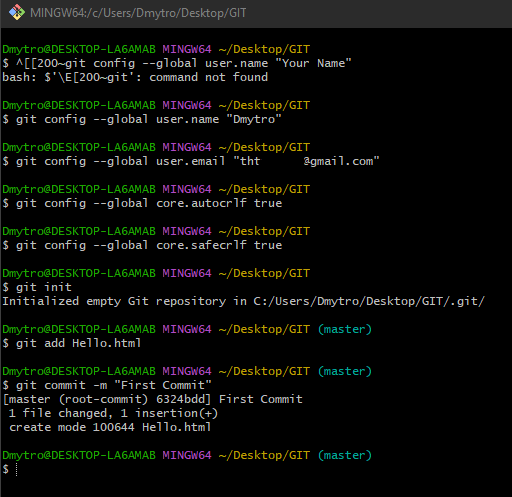 MINGW64:/c/Users/Dmytro/Desktop/GIT
Dmytro@DESKTOP-LA6AMAB MINGW64 ~/Desktop/GIT
$ ^[[200~git config --global user.name "Your Name"
bash: $'\E[200~git': command not found
Dmytro@DESKTOP-LA6AMAB MINGW64 ~/Desktop/GIT
$ git config --global user.name "Dmytro"
Dmytro@DESKTOP-LA6AMAB MINGW64 ~/Desktop/GIT
$ git config --global user.email "tht @gmail.com"
Dmytro@DESKTOP-LA6AMAB MINGW64 ~/Desktop/GIT
$ git config --global core.autocrlf true
Dmytro@DESKTOP-LA6AMAB MINGW64 ~/Desktop/GIT
$ git config --global core.safecrlf true
Dmytro@DESKTOP-LA6AMAB MINGW64 ~/Desktop/GIT
$ git init
Initialized empty Git repository in C:/Users/Dmytro/Desktop/GIT/.git/
Dmytro@DESKTOP-LA6AMAB MINGW64 ~/Desktop/GIT (master)
$ git add Hello.html
Dmytro@DESKTOP-LA6AMAB MINGW64 ~/Desktop/GIT (master)
$ git commit -m "First Commit"
[master (root-commit) 6324bdd] First Commit
 1 file changed, 1 insertion(+)
 create mode 100644 Hello.html
Dmytro@DESKTOP-LA6AMAB MINGW64 ~/Desktop/GIT (master)
$